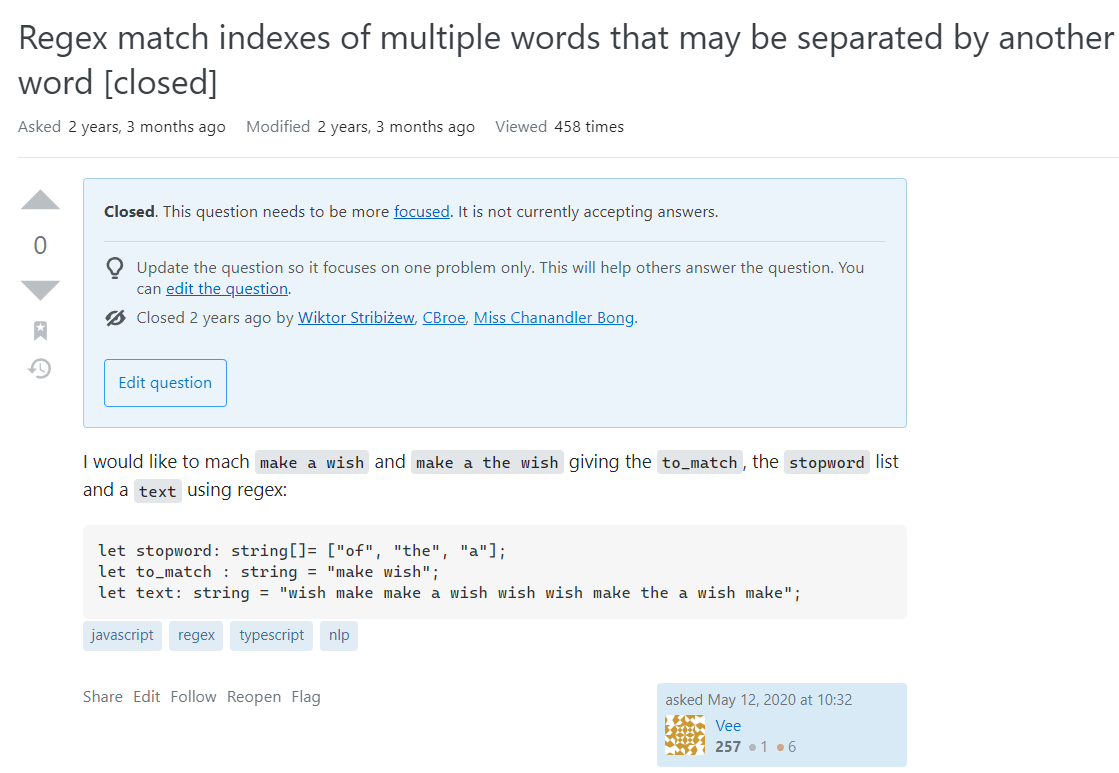 Regex match indexes of multiple words that may be separated by another
word [closed]
Asked 2 years, 3 months ago Modified 2 years, 3 months ago Viewed 458 times
Closed. This question needs to be more focused. It is not currently accepting answers.
0
Update the question so it focuses on one problem only. This will help others answer the question. You
can edit the question.
Closed 2 years ago by Wiktor Stribiżew, CBroe, Miss Chanandler Bong.
Edit question
I would like to mach make a wish and make a the wish giving the to_match, the stopword list
and a text using regex:
let stopword: string[]= ["of", "the", "a"];
let to_match : string = "make wish";
let text: string = "wish make make a wish wish wish make the a wish make";
javascript regex typescript nlp
Share Edit Follow Reopen Flag
asked May 12, 2020 at 10:32
Vee
257 ● 1 ● 6